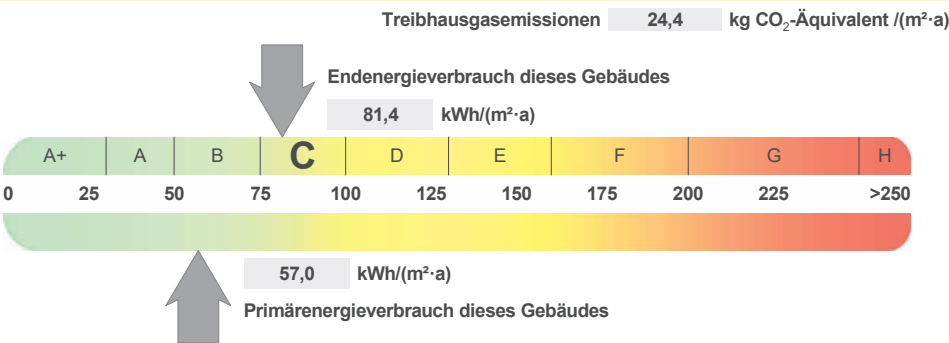 Treibhausgasemissionen 24,4 kg CO₂-Äquivalent /(m²·a)
Endenergieverbrauch dieses Gebäudes
81,4 kWh/(m²·a)
A+ A B C D E F G H
0 25 50 75 100 125 150 175 200 225 >250
57,0 kWh/(m²·a)
Primärenergieverbrauch dieses Gebäudes